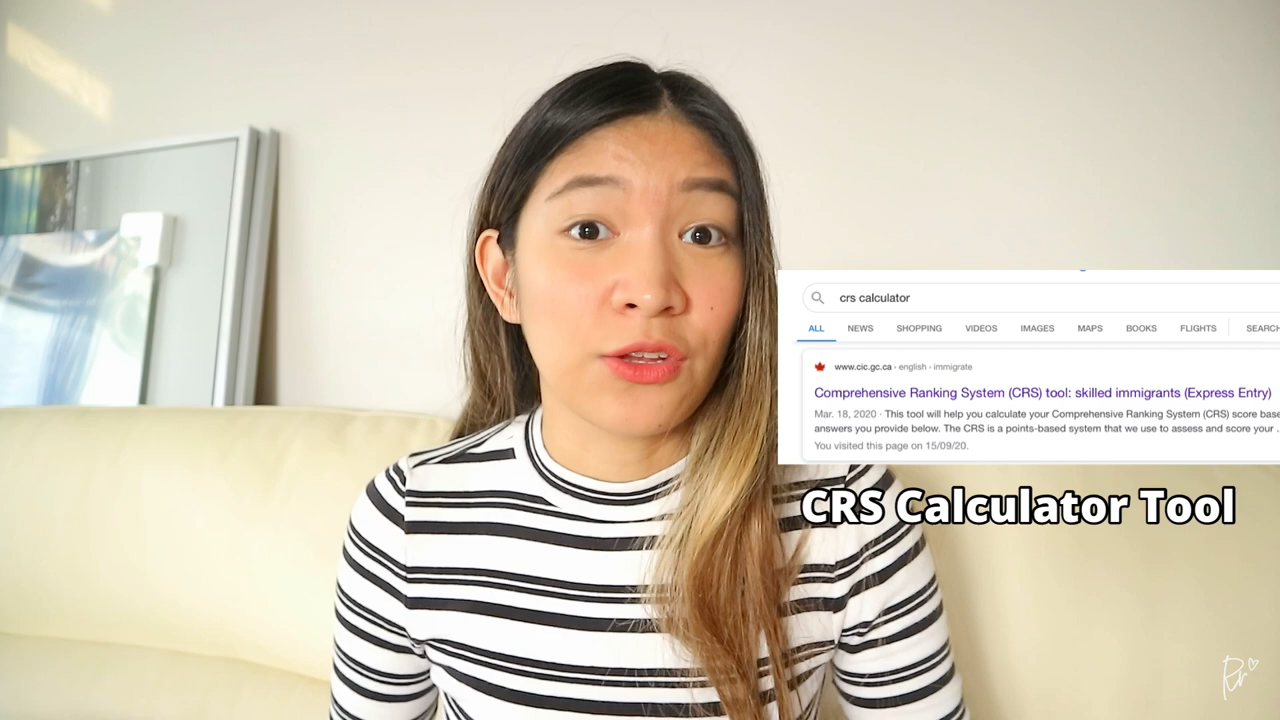 crs calculator
ALL NEWS SHOPPING VIDEOS IMAGES MAPS BOOKS FLIGHTS SEARCH
www.cic.gc.ca › english › immigrate
Comprehensive Ranking System (CRS) tool: skilled immigrants (Express Entry)
Mar. 18, 2020 · This tool will help you calculate your Comprehensive Ranking System (CRS) score base
answers you provide below. The CRS is a points-based system that we use to assess and score your ..
You visited this page on 15/09/20.
CRS Calculator Tool